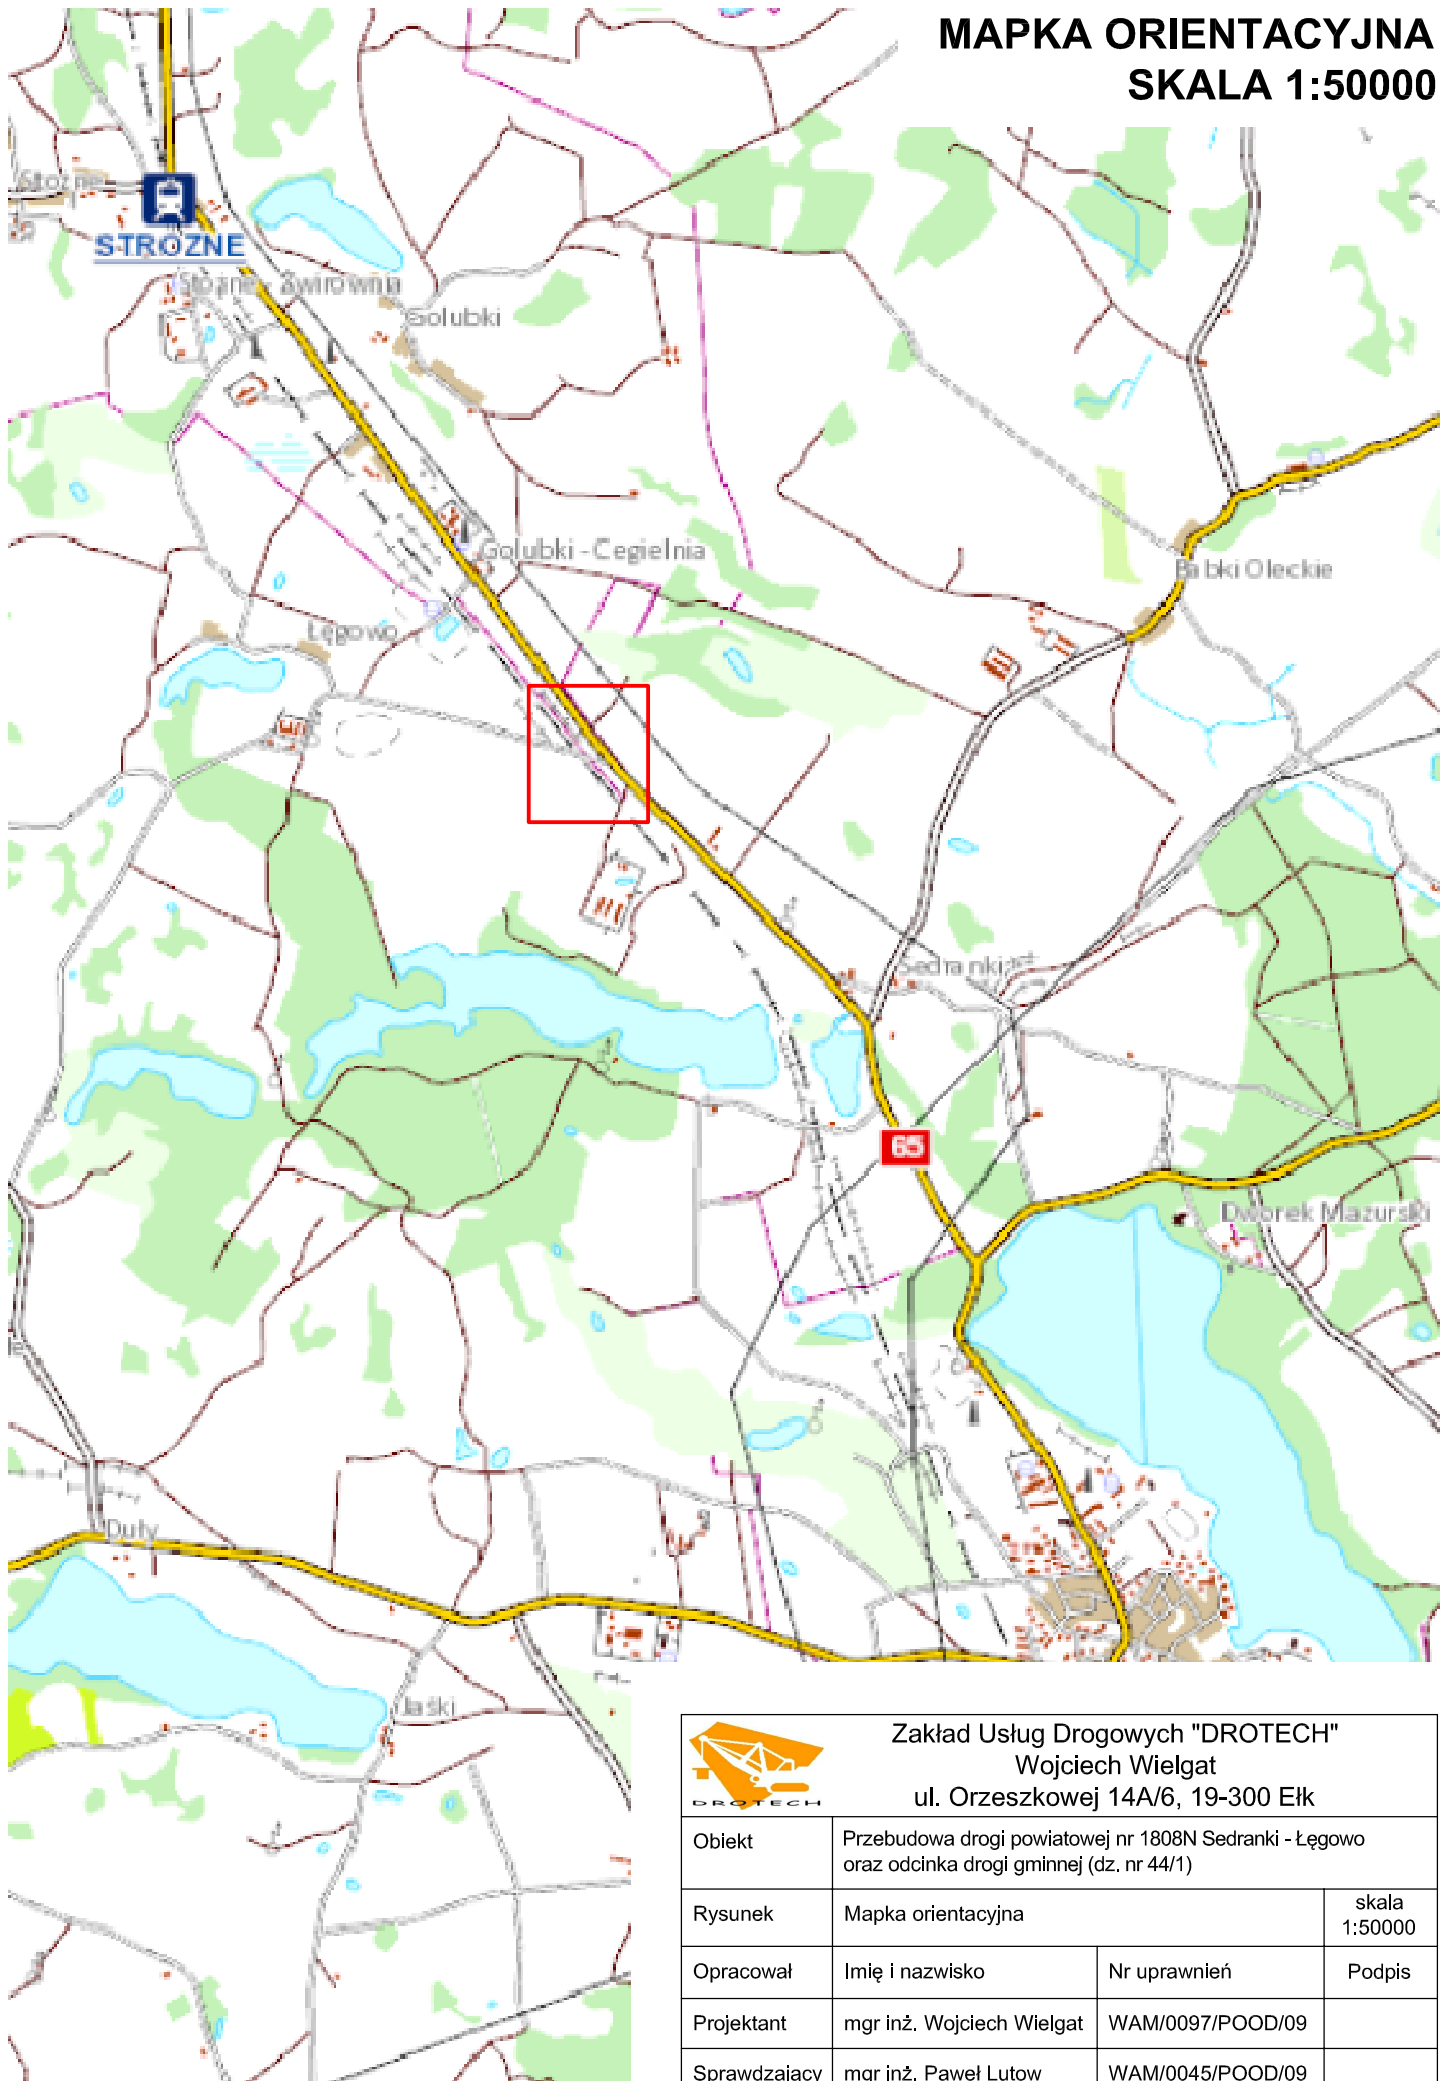 MAPKA ORIENTACYJNA
SKALA 1:50000
Stożne
STROZNE
Stożne - Żwirownia
Golubki
Golubki - Cegielnia
Babki Oleckie
Łęgowo
Sedranki
65
Dworek Mazurski
Duły
Jaśki
Zakład Usług Drogowych "DROTECH"
Wojciech Wielgat
ul. Orzeszkowej 14A/6, 19-300 Ełk
DROTECH
Obiekt
Przebudowa drogi powiatowej nr 1808N Sedranki - Łęgowo
oraz odcinka drogi gminnej (dz. nr 44/1)
Rysunek
Mapka orientacyjna
skala
1:50000
Opracował
Imię i nazwisko
Nr uprawnień
Podpis
Projektant
mgr inż. Wojciech Wielgat
WAM/0097/POOD/09
Sprawdzający
mgr inż. Paweł Lutow
WAM/0045/POOD/09